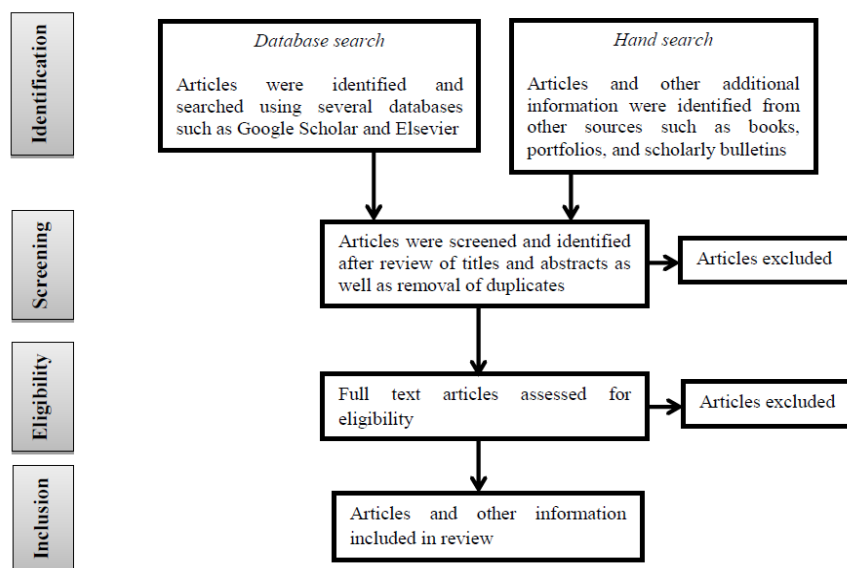 Identification
Database search
Articles were identified and
searched using several databases
such as Google Scholar and Elsevier
Hand search
Articles and other additional
information were identified from
other sources such as books,
portfolios, and scholarly bulletins
Screening
Articles were screened and identified
after review of titles and abstracts as
well as removal of duplicates
Articles excluded
Eligibility
Full text articles assessed for
eligibility
Articles excluded
Inclusion
Articles and other information
included in review